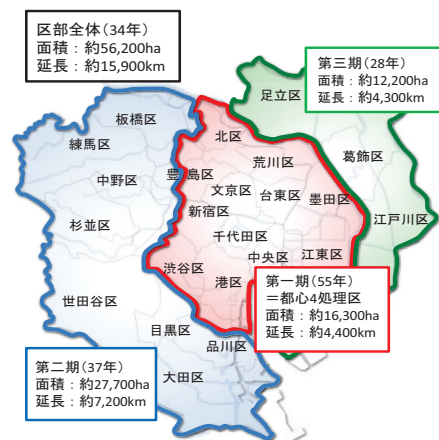 区部全体(34年)
面積:約56,200ha
延長:約15,900km
第三期(28年)
面積:約12,200ha
延長:約4,300km
足立区
板橋区
北区
練馬区
荒川区
葛飾区
豊島区
中野区
文京区
台東区
墨田区
新宿区
杉並区
江戸川区
千代田区
中央区
江東区
渋谷区
港区
第一期(55年)
=都心4処理区
面積:約16,300ha
延長:約4,400km
世田谷区
目黒区
品川区
大田区
第二期(37年)
面積:約27,700ha
延長:約7,200km